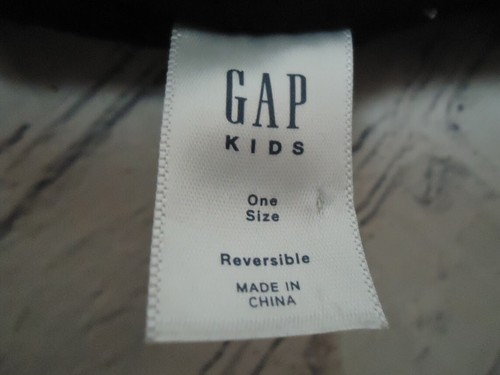 GAP
KIDS
One
Size
Reversible
MADE IN
CHINA